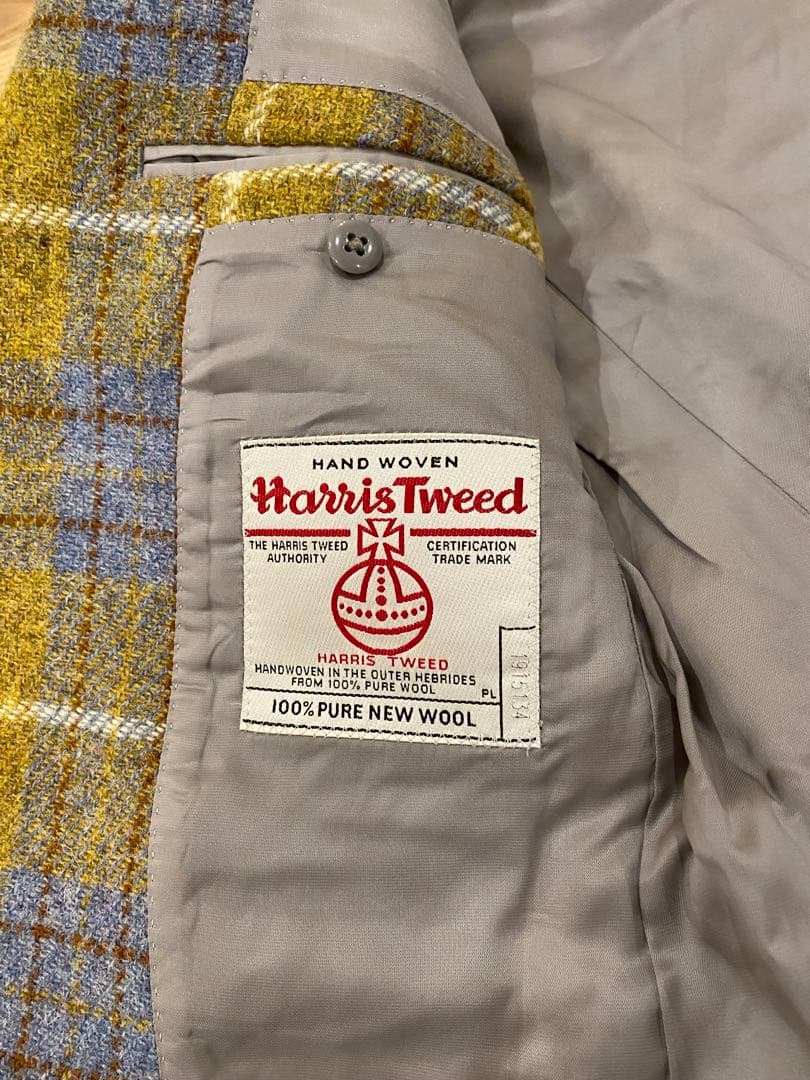 HAND WOVEN
Harris Tweed
THE HARRIS TWEED
AUTHORITY
CERTIFICATION
TRADE MARK
HARRIS TWEED
HANDWOVEN IN THE OUTER HEBRIDES
FROM 100% PURE WOOL
PL
1915134
100% PURE NEW WOOL